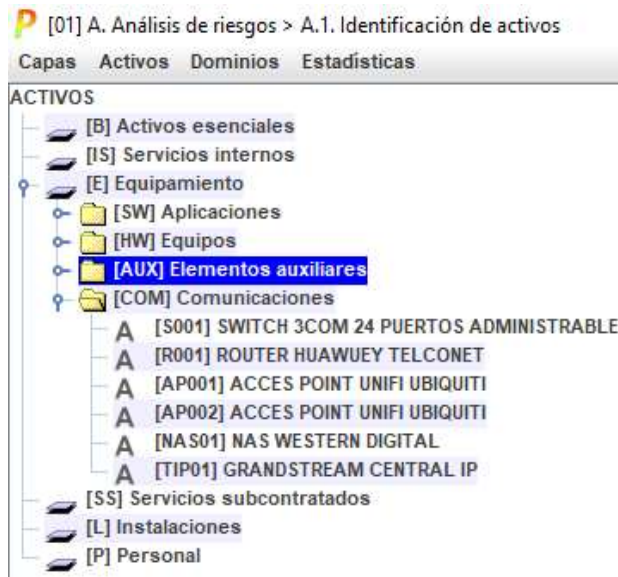 [01] A. Análisis de riesgos > A.1. Identificación de activos
Capas Activos Dominios Estadísticas
ACTIVOS
[B] Activos esenciales
[IS] Servicios internos
[E] Equipamiento
[SW] Aplicaciones
[HW] Equipos
[AUX] Elementos auxiliares
[COM] Comunicaciones
A [S001] SWITCH 3COM 24 PUERTOS ADMINISTRABLE
A [R001] ROUTER HUAWUEY TELCONET
A [AP001] ACCES POINT UNIFI UBIQUITI
A [AP002] ACCES POINT UNIFI UBIQUITI
A [NAS01] NAS WESTERN DIGITAL
A [TIP01] GRANDSTREAM CENTRAL IP
[SS] Servicios subcontratados
[L] Instalaciones
[P] Personal